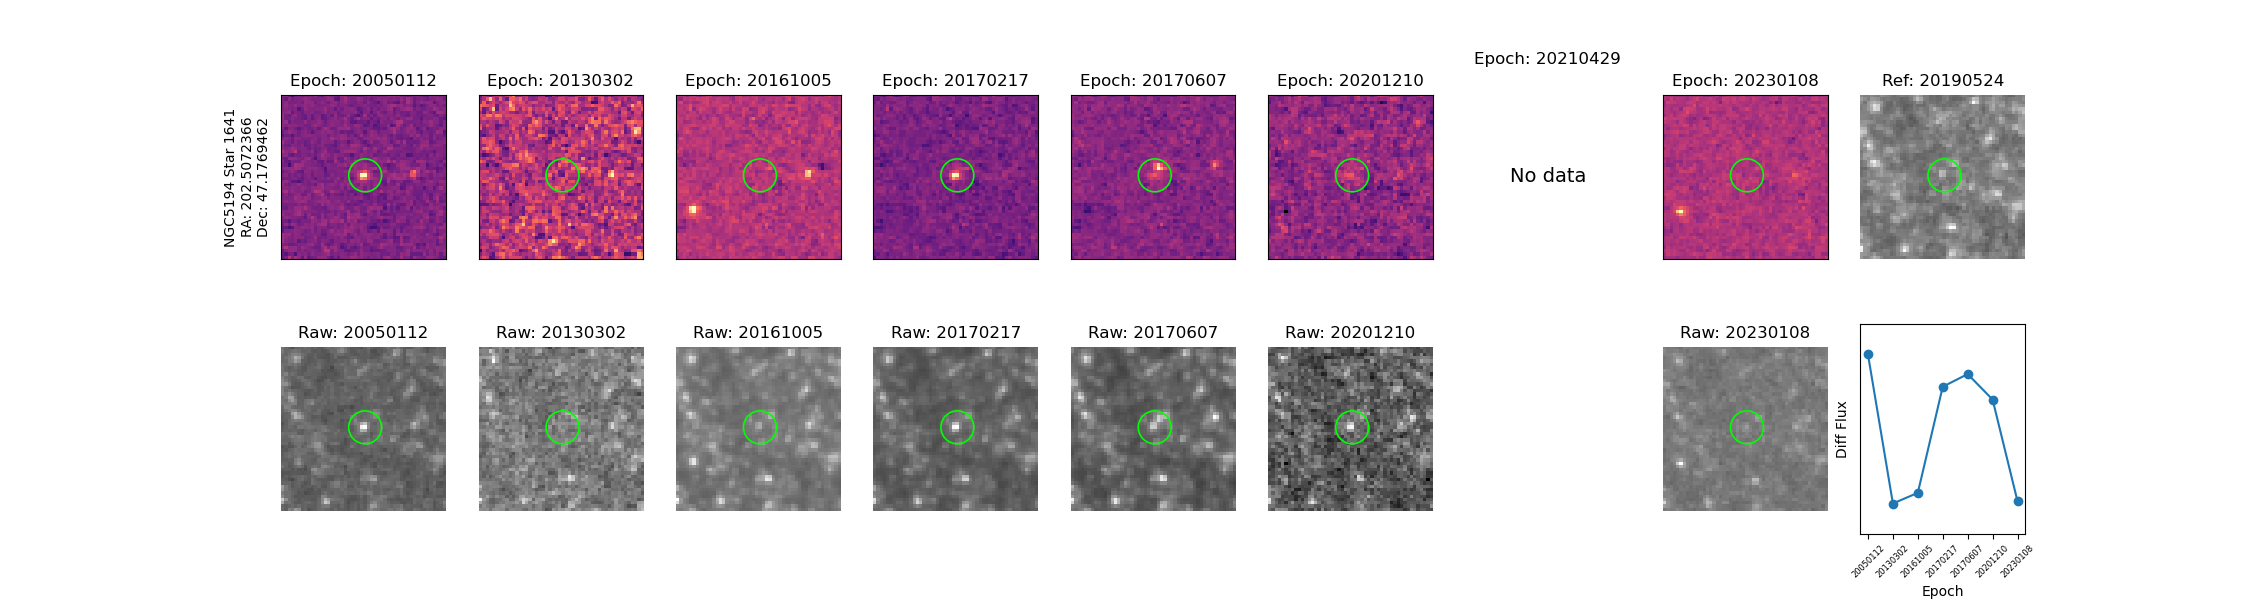 NGC5194 Star 1641
RA: 202.5072366
Dec: 47.1769462
Epoch: 20050112
Epoch: 20130302
Epoch: 20161005
Epoch: 20170217
Epoch: 20170607
Epoch: 20201210
Epoch: 20210429
No data
Epoch: 20230108
Ref: 20190524
Raw: 20050112
Raw: 20130302
Raw: 20161005
Raw: 20170217
Raw: 20170607
Raw: 20201210
Raw: 20230108
Diff Flux
20050112
20130302
20161005
20170217
20170607
20201210
20230108
Epoch